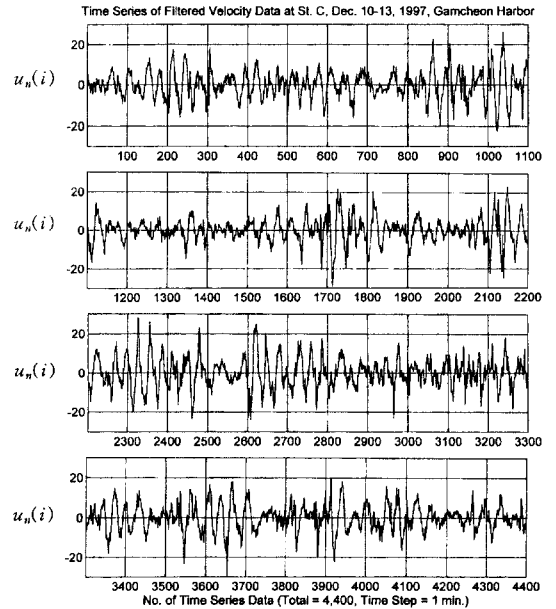 Time Series of Filtered Velocity Data at St. C, Dec. 10-13, 1997, Gamcheon Harbor
u_n(i)
20
0
-20
100 200 300 400 500 600 700 800 900 1000 1100
u_n(i)
20
0
-20
1200 1300 1400 1500 1600 1700 1800 1900 2000 2100 2200
u_n(i)
20
0
-20
2300 2400 2500 2600 2700 2800 2900 3000 3100 3200 3300
u_n(i)
20
0
-20
3400 3500 3600 3700 3800 3900 4000 4100 4200 4300 4400
No. of Time Series Data (Total = 4,400, Time Step = 1 min.)